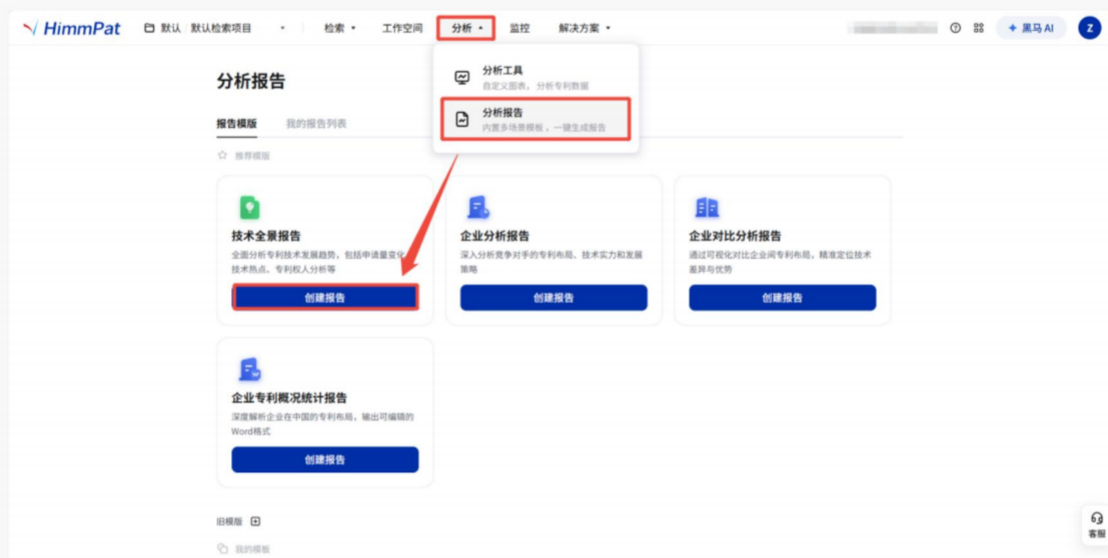 HimmPat 默认 默认检索项目 检索 工作空间 分析 监控 解决方案 黑马 AI Z
分析工具
自定义图表，分析专利数据
分析报告
内置多场景模板，一键生成报告
分析报告
报告模版 我的报告列表
推荐模版
技术全景报告
全面分析专利技术发展趋势，包括申请量变化
技术热点、专利权人分析等
创建报告
企业分析报告
深入分析竞争对手的专利布局、技术实力和发展
策略
创建报告
企业对比分析报告
通过可视化对比企业间专利布局，精准定位技术
差异与优势
创建报告
企业专利概况统计报告
深度解析企业在中国的专利布局，输出可编辑的
Word格式
创建报告
旧模版
我的模板
客服